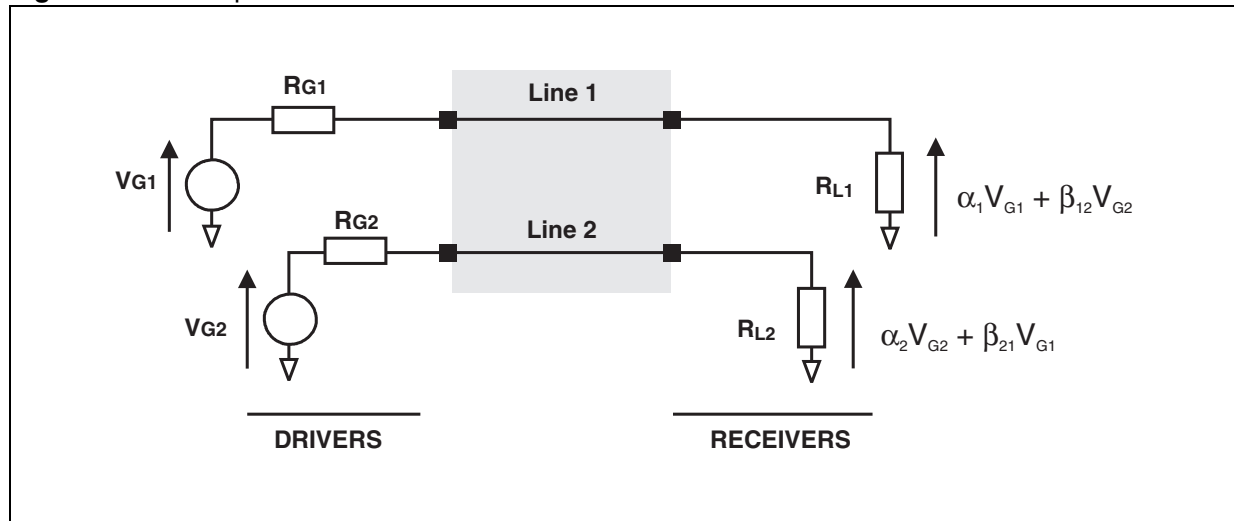 RG1
Line 1
VG1
RL1
α₁VG1 + β₁₂VG2
RG2
Line 2
VG2
RL2
α₂VG2 + β₂₁VG1
DRIVERS
RECEIVERS